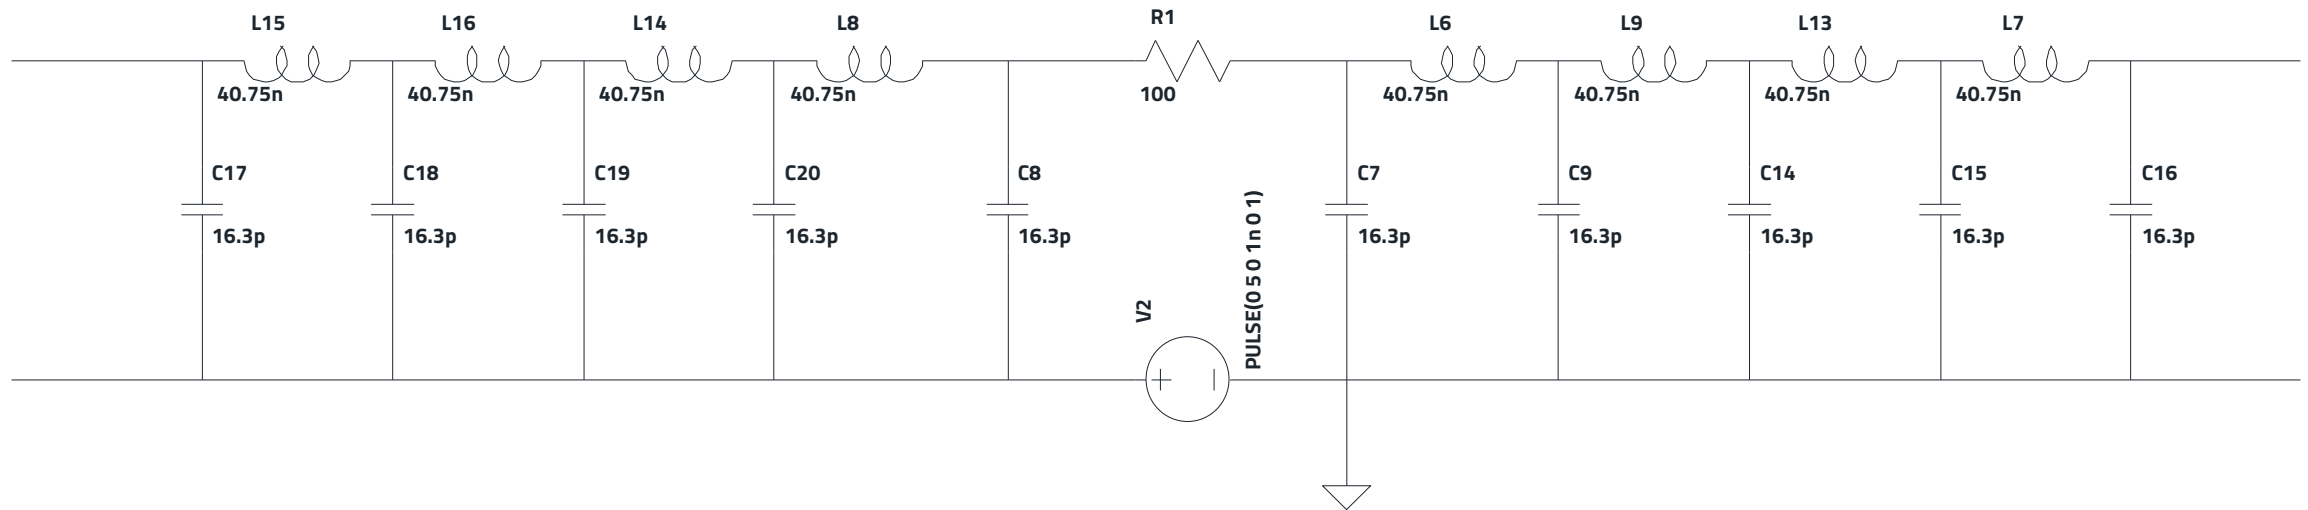 L15
L16
L14
L8
R1
L6
L9
L13
L7
40.75n
40.75n
40.75n
40.75n
100
40.75n
40.75n
40.75n
40.75n
C17
C18
C19
C20
C8
C7
C9
C14
C15
C16
16.3p
16.3p
16.3p
16.3p
16.3p
16.3p
16.3p
16.3p
16.3p
16.3p
V2
PULSE(0 5 0 1n 0 1)